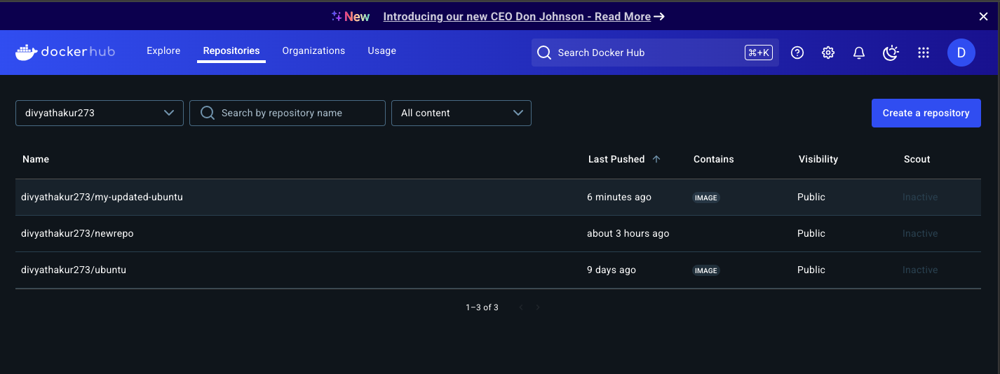 New Introducing our new CEO Don Johnson - Read More
dockerhub Explore Repositories Organizations Usage Search Docker Hub ⌘+K D
divyathakur273 Search by repository name All content Create a repository
Name Last Pushed Contains Visibility Scout
divyathakur273/my-updated-ubuntu 6 minutes ago IMAGE Public Inactive
divyathakur273/newrepo about 3 hours ago Public Inactive
divyathakur273/ubuntu 9 days ago IMAGE Public Inactive
1–3 of 3